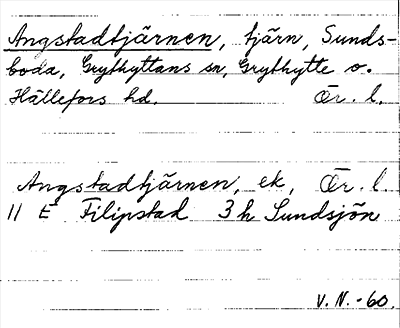 Angstadtjärnen, tjärn, Sunds-
boda, Grythyttans sn, Grythytte o.
Hällefors hd. Ör. l.
Angstadtjärnen, ek, Ör. l.
11 E Filipstad 3 h Sundsjön
V. N. -60.